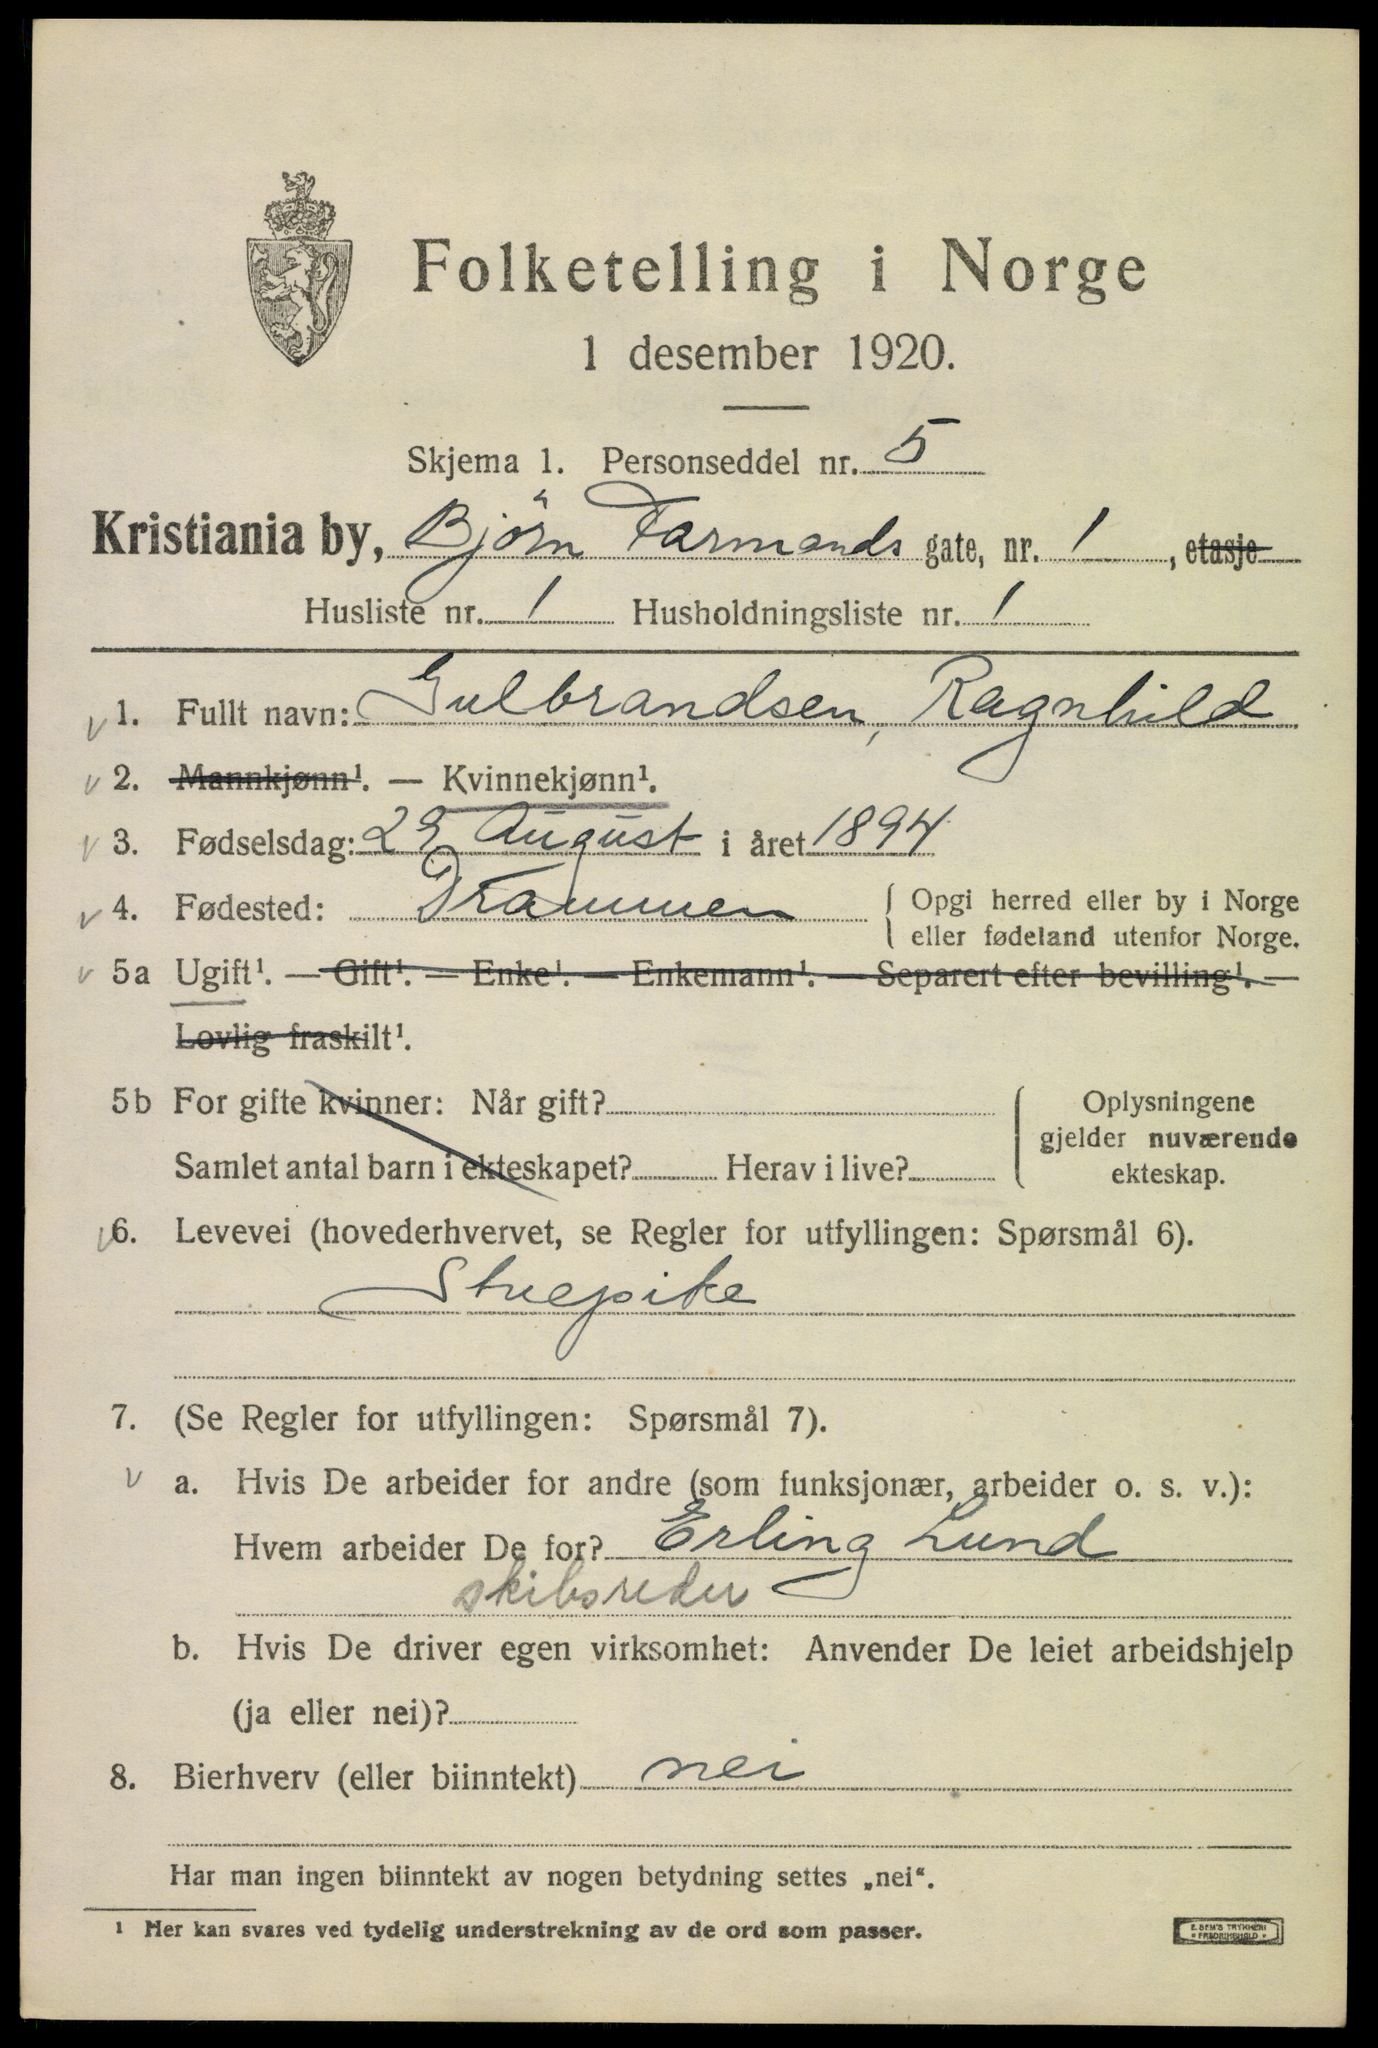 Folketelling i Norge
1 desember 1920.
Skjema 1. Personseddel nr. 5
Kristiania by, Bjørn Farmands gate, nr. 1, etasje
Husliste nr. 1 Husholdningsliste nr. 1
1. Fullt navn: Gulbrandsen, Ragnhild
2. Mannkjønn¹. — Kvinnekjønn¹.
3. Fødselsdag: 23 August i året 1894
4. Fødested: Drammen { Opgi herred eller by i Norge
eller fødeland utenfor Norge.
5a Ugift¹. — Gift¹. — Enke¹. — Enkemann¹. — Separert efter bevilling¹. —
Lovlig fraskilt¹.
5b For gifte kvinner: Når gift? { Oplysningene
gjelder nuværende
Samlet antal barn i ekteskapet? Herav i live?
ekteskap.
6. Levevei (hovederhvervet, se Regler for utfyllingen: Spørsmål 6).
Stuepike
7. (Se Regler for utfyllingen: Spørsmål 7).
a. Hvis De arbeider for andre (som funksjonær, arbeider o. s. v.):
Hvem arbeider De for? Erling Lund
skibsreder
b. Hvis De driver egen virksomhet: Anvender De leiet arbeidshjelp
(ja eller nei)?
8. Bierhverv (eller biinntekt) nei
Har man ingen biinntekt av nogen betydning settes „nei“.
¹ Her kan svares ved tydelig understrekning av de ord som passer.
E. SEM'S TRYKKERI
FREDRIKSHALD